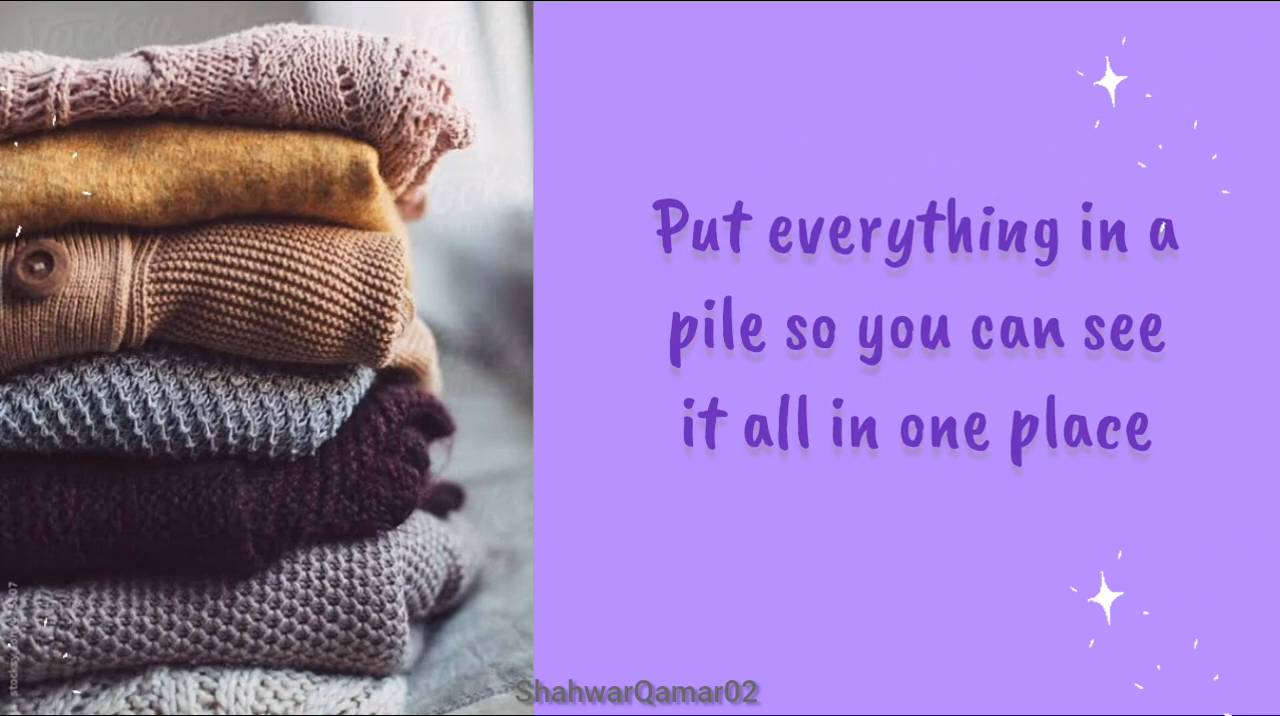 Put everything in a
pile so you can see
it all in one place
ShahwarQamar02